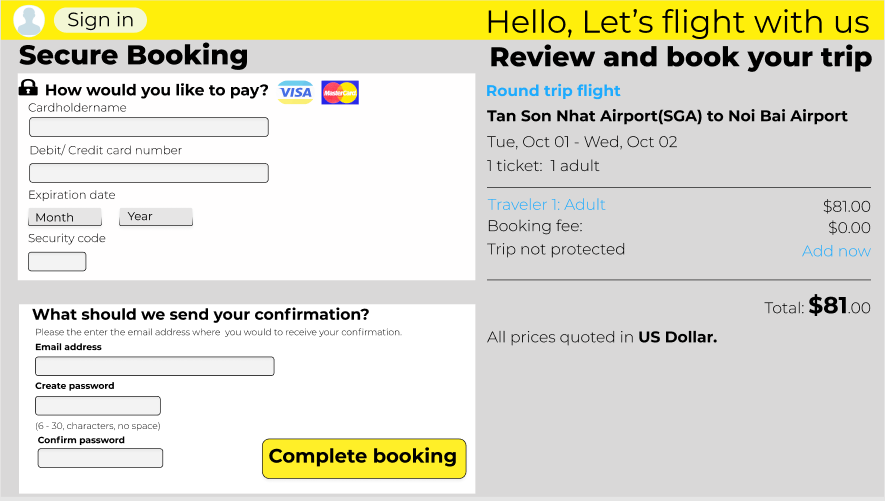 Sign in
Hello, Let's flight with us
Secure Booking
How would you like to pay?
VISA
MasterCard
Cardholdername
Debit/ Credit card number
Expiration date
Month
Year
Security code
What should we send your confirmation?
Please the enter the email address where you would to receive your confirmation.
Email address
Create password
(6 - 30, characters, no space)
Confirm password
Complete booking
Review and book your trip
Round trip flight
Tan Son Nhat Airport(SGA) to Noi Bai Airport
Tue, Oct 01 - Wed, Oct 02
1 ticket: 1 adult
Traveler 1: Adult $81.00
Booking fee: $0.00
Trip not protected Add now
Total: $81.00
All prices quoted in US Dollar.